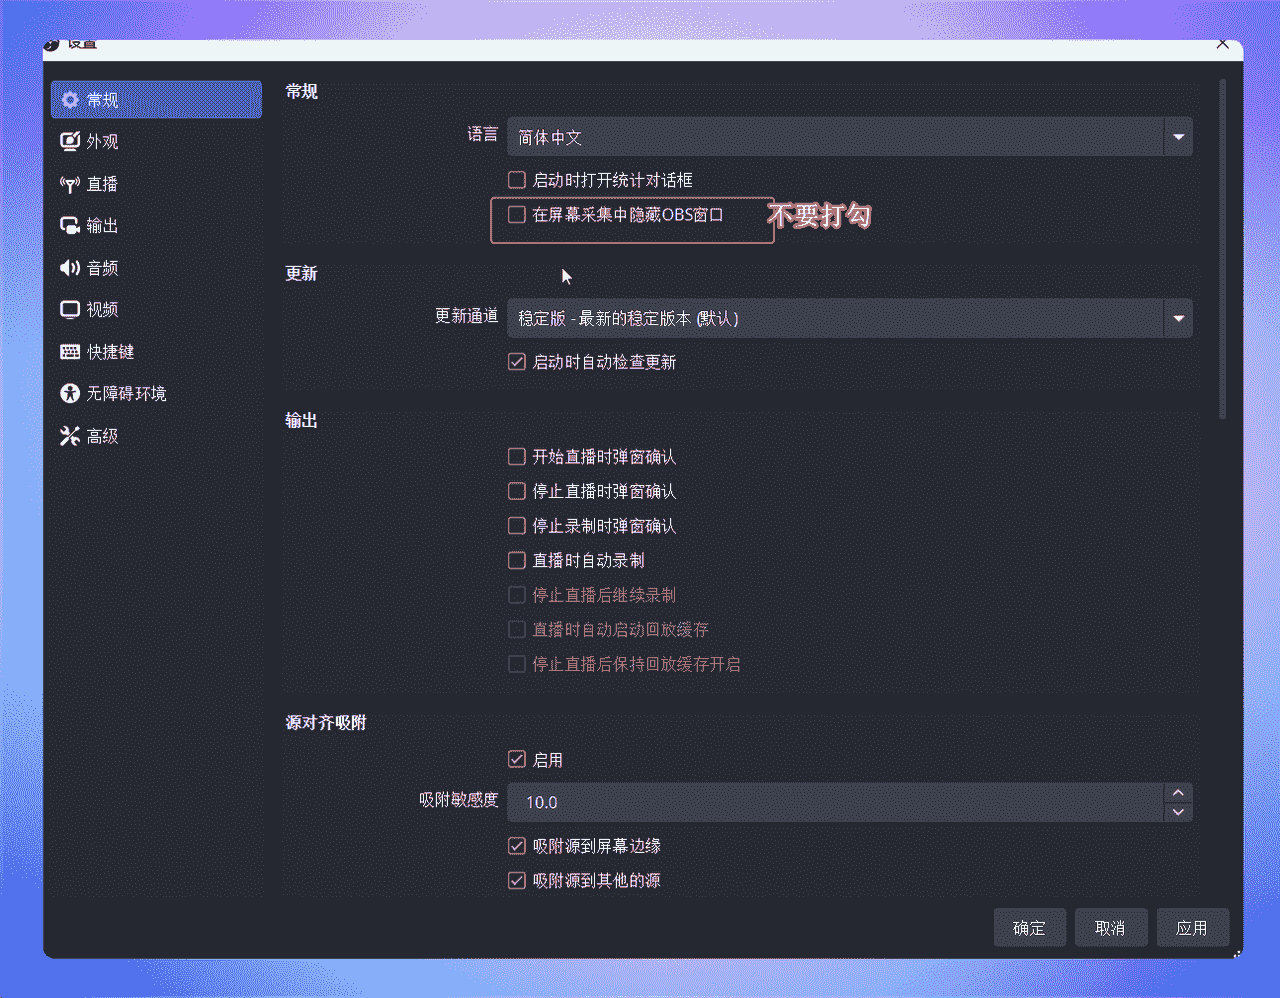 设置
常规
外观
直播
输出
音频
视频
快捷键
无障碍环境
高级
常规
语言 简体中文
启动时打开统计对话框
在屏幕采集中隐藏OBS窗口 不要打勾
更新
更新通道 稳定版 - 最新的稳定版本 (默认)
启动时自动检查更新
输出
开始直播时弹窗确认
停止直播时弹窗确认
停止录制时弹窗确认
直播时自动录制
停止直播后继续录制
直播时自动启动回放缓存
停止直播后保持回放缓存开启
源对齐吸附
启用
吸附敏感度 10.0
吸附源到屏幕边缘
吸附源到其他的源
确定 取消 应用